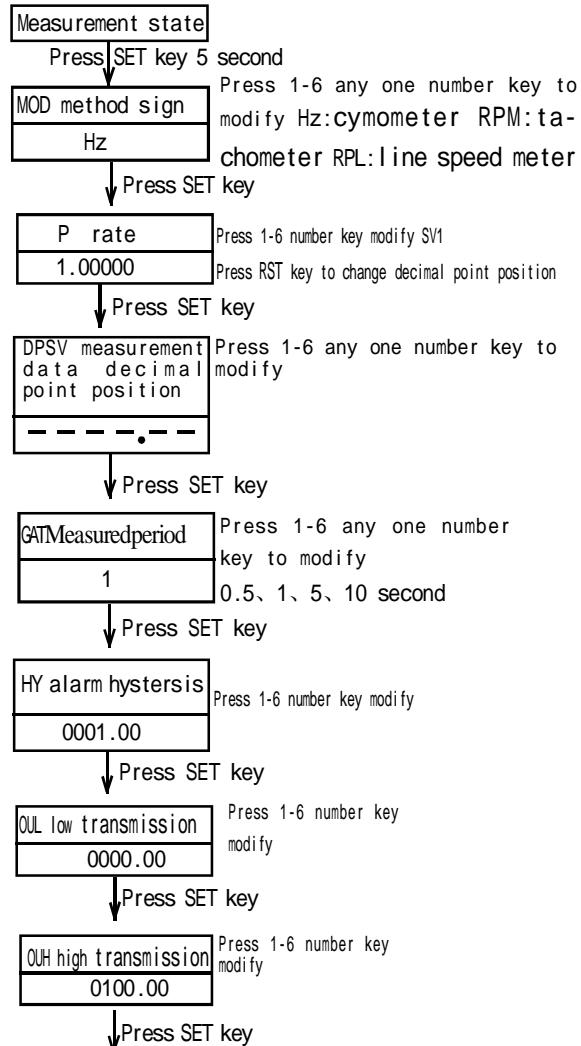 Measurement state
Press SET key 5 second
MOD method sign
Hz
Press 1-6 any one number key to
modify Hz:cymometer RPM:ta-
chometer RPL:line speed meter
Press SET key
P rate
1.00000
Press 1-6 number key modify SV1
Press RST key to change decimal point position
Press SET key
DPSV measurement
data decimal
point position
– – – – . – –
Press 1-6 any one number key to
modify
Press SET key
GATMeasuredperiod
1
Press 1-6 any one number
key to modify
0.5、1、5、10 second
Press SET key
HY alarm hystersis
0001.00
Press 1-6 number key modify
Press SET key
OUL low transmission
0000.00
Press 1-6 number key
modify
Press SET key
OUH high transmission
0100.00
Press 1-6 number key
modify
Press SET key